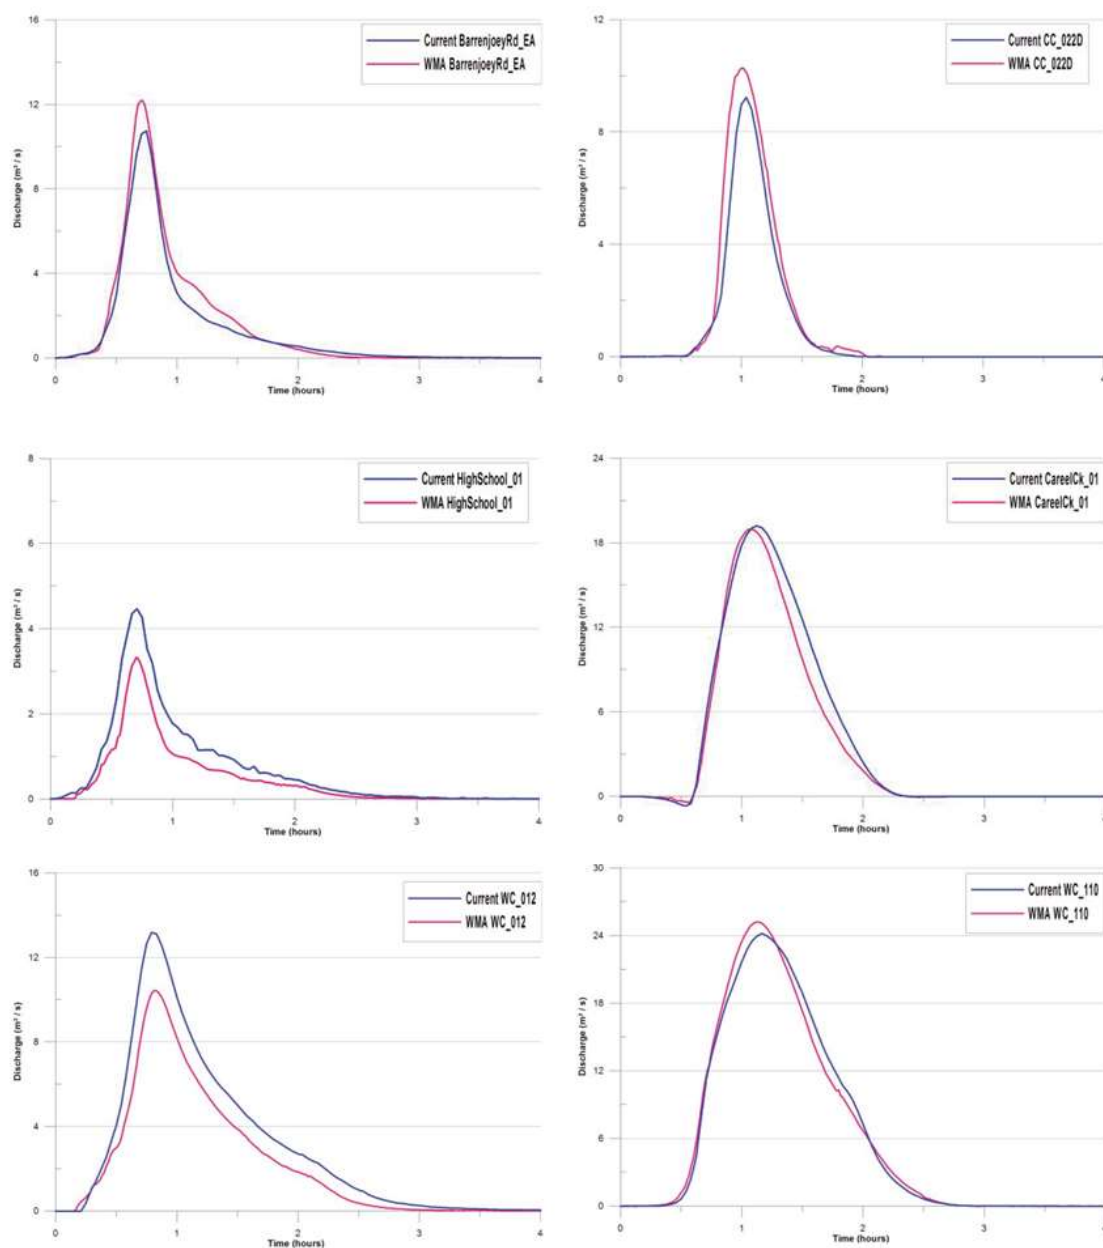 16
Current BarrenjoeyRd_EA
WMA BarrenjoeyRd_EA
12
8
4
0
Discharge (m³ / s)
0 1 2 3 4
Time (hours)
12
Current CC_022D
WMA CC_022D
8
4
0
Discharge (m³ / s)
0 1 2 3 4
Time (hours)
8
Current HighSchool_01
WMA HighSchool_01
6
4
2
0
Discharge (m³ / s)
0 1 2 3 4
Time (hours)
24
Current CareelCk_01
WMA CareelCk_01
18
12
6
0
Discharge (m³ / s)
0 1 2 3 4
Time (hours)
16
Current WC_012
WMA WC_012
12
8
4
0
Discharge (m³ / s)
0 1 2 3 4
Time (hours)
30
Current WC_110
WMA WC_110
24
18
12
6
0
Discharge (m³ / s)
0 1 2 3 4
Time (hours)